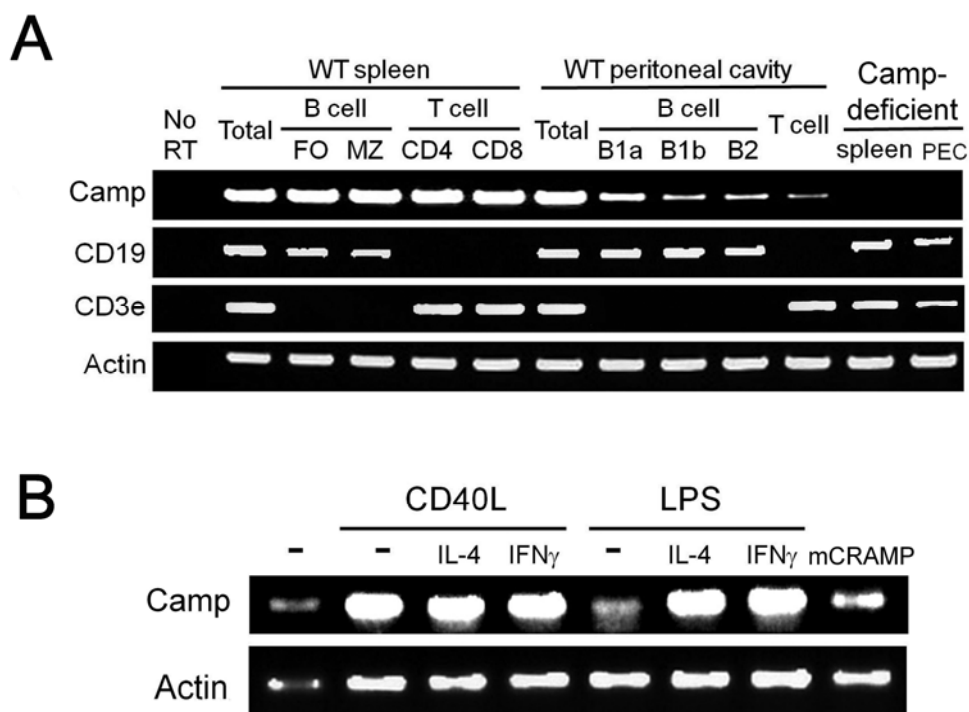 A
WT spleen
WT peritoneal cavity
Camp-
deficient
B cell
T cell
B cell
No
RT
Total
FO
MZ
CD4
CD8
Total
B1a
B1b
B2
T cell
spleen
PEC
Camp
CD19
CD3e
Actin
B
CD40L
LPS
-
-
IL-4
IFNγ
-
IL-4
IFNγ
mCRAMP
Camp
Actin